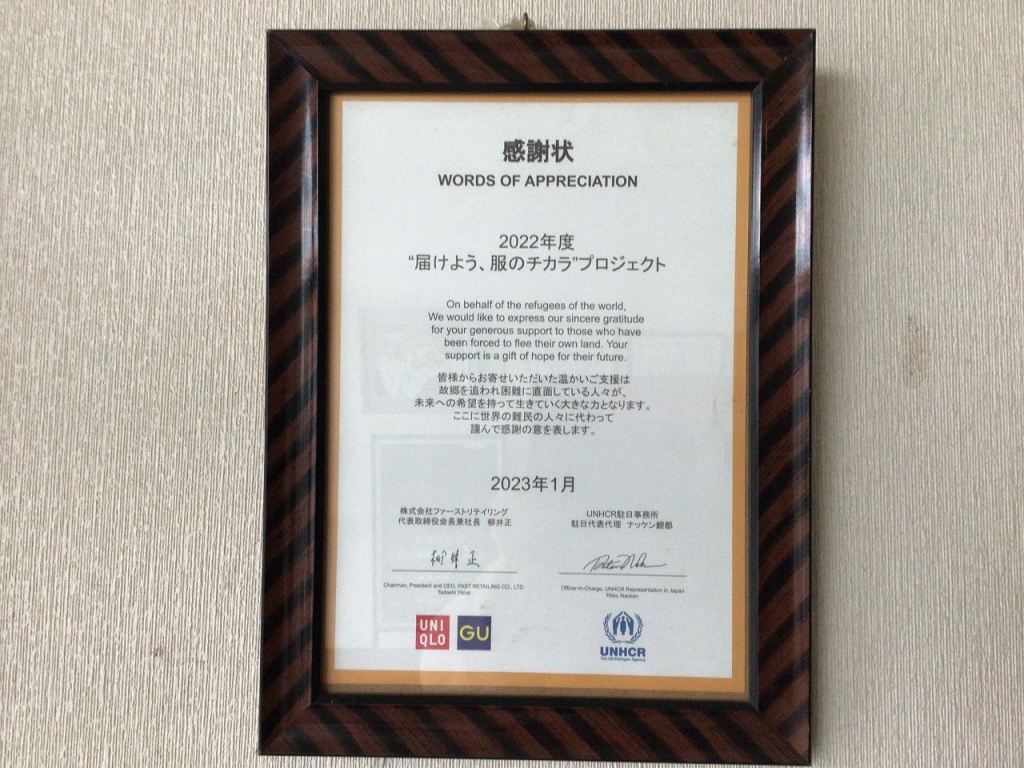 感謝状
WORDS OF APPRECIATION
2022年度
“届けよう、服のチカラ”プロジェクト
On behalf of the refugees of the world,
We would like to express our sincere gratitude
for your generous support to those who have
been forced to flee their own land. Your
support is a gift of hope for their future.
皆様からお寄せいただいた温かいご支援は
故郷を追われ困難に直面している人々が、
未来への希望を持って生きていく大きな力となります。
ここに世界の難民の人々に代わって
謹んで感謝の意を表します。
2023年1月
株式会社ファーストリテイリング
代表取締役会長兼社長 柳井正
柳井正
Chairman, President and CEO, FAST RETAILING CO., LTD.
Tadashi Yanai
UNHCR駐日事務所
駐日代表代理 ナッケン鯉都
Officer-in-Charge, UNHCR Representation in Japan
Ritsu Nacken
UNI
QLO
GU
UNHCR
The UN Refugee Agency